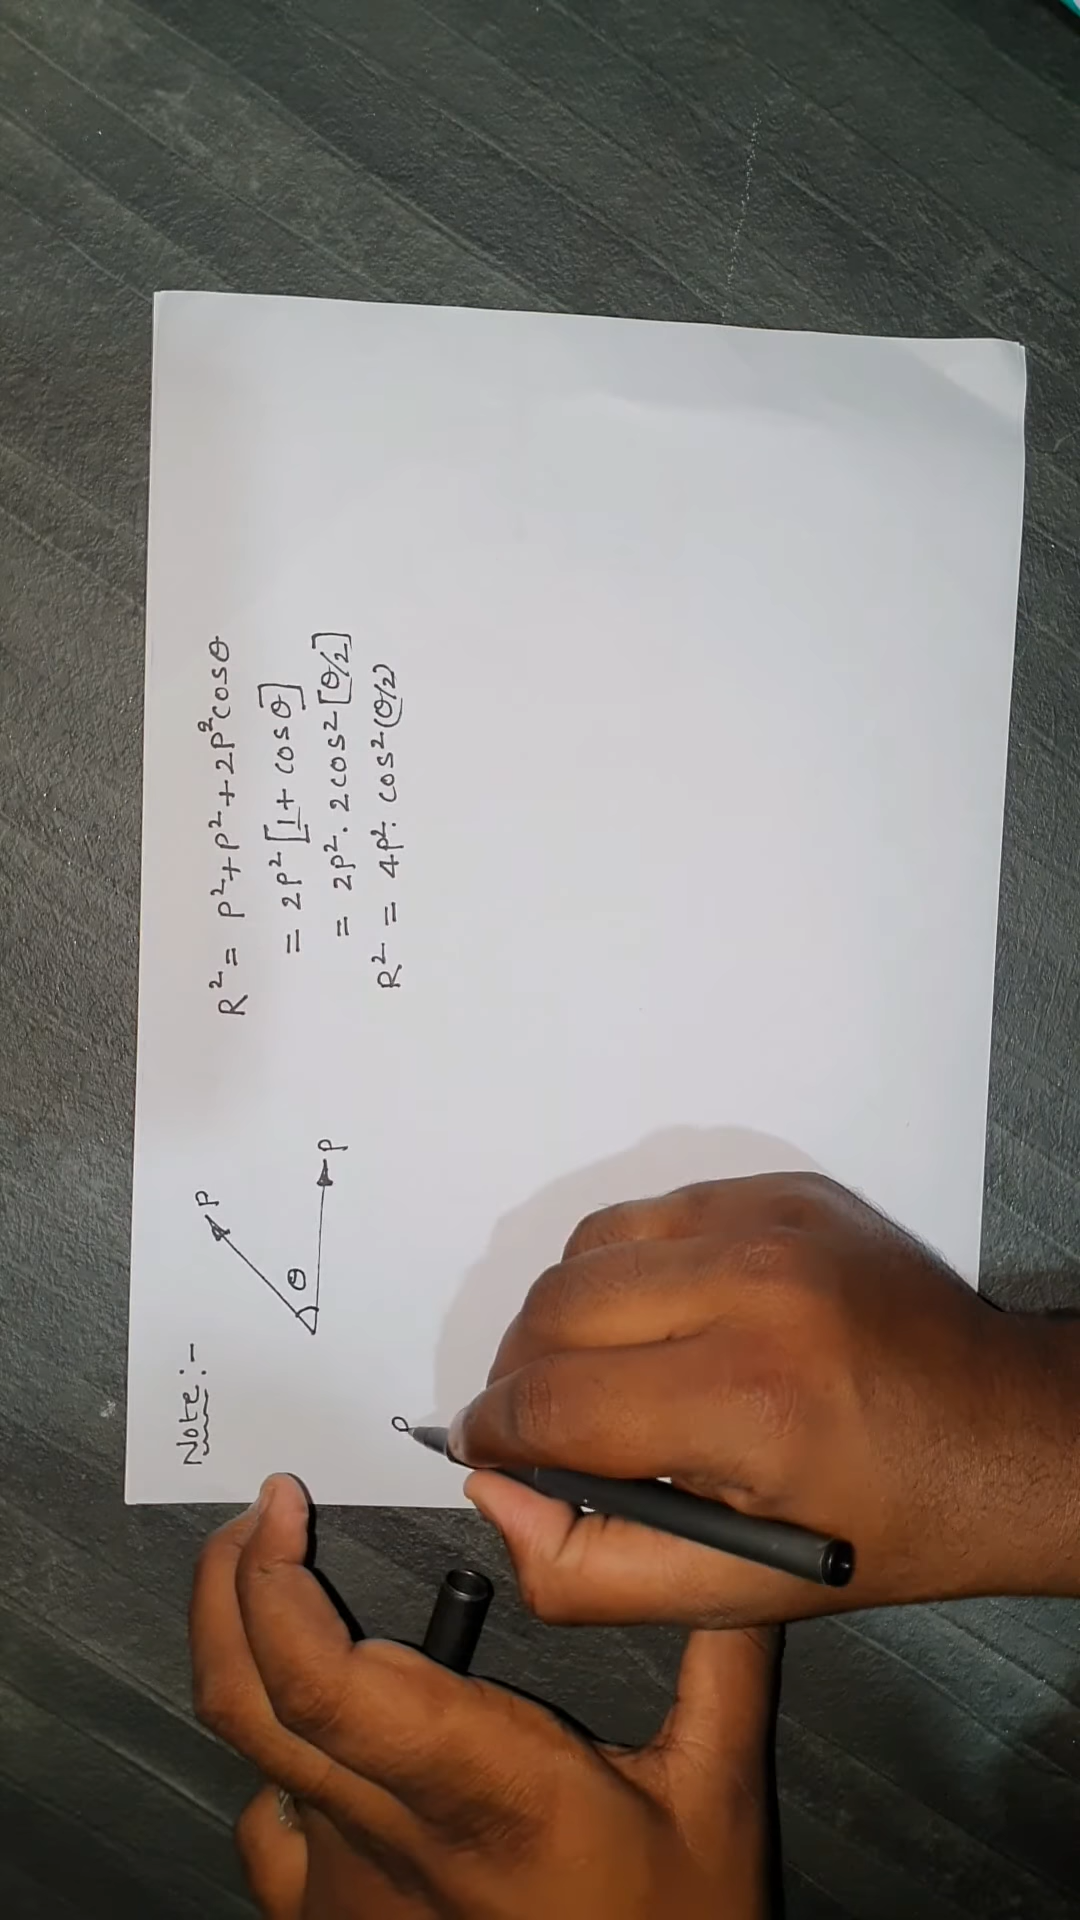 Note:-
P
θ
P
R² = P² + P² + 2P²cosθ
= 2P² [1 + cosθ]
= 2P². 2cos² [θ/2]
R² = 4P². cos² (θ/2)